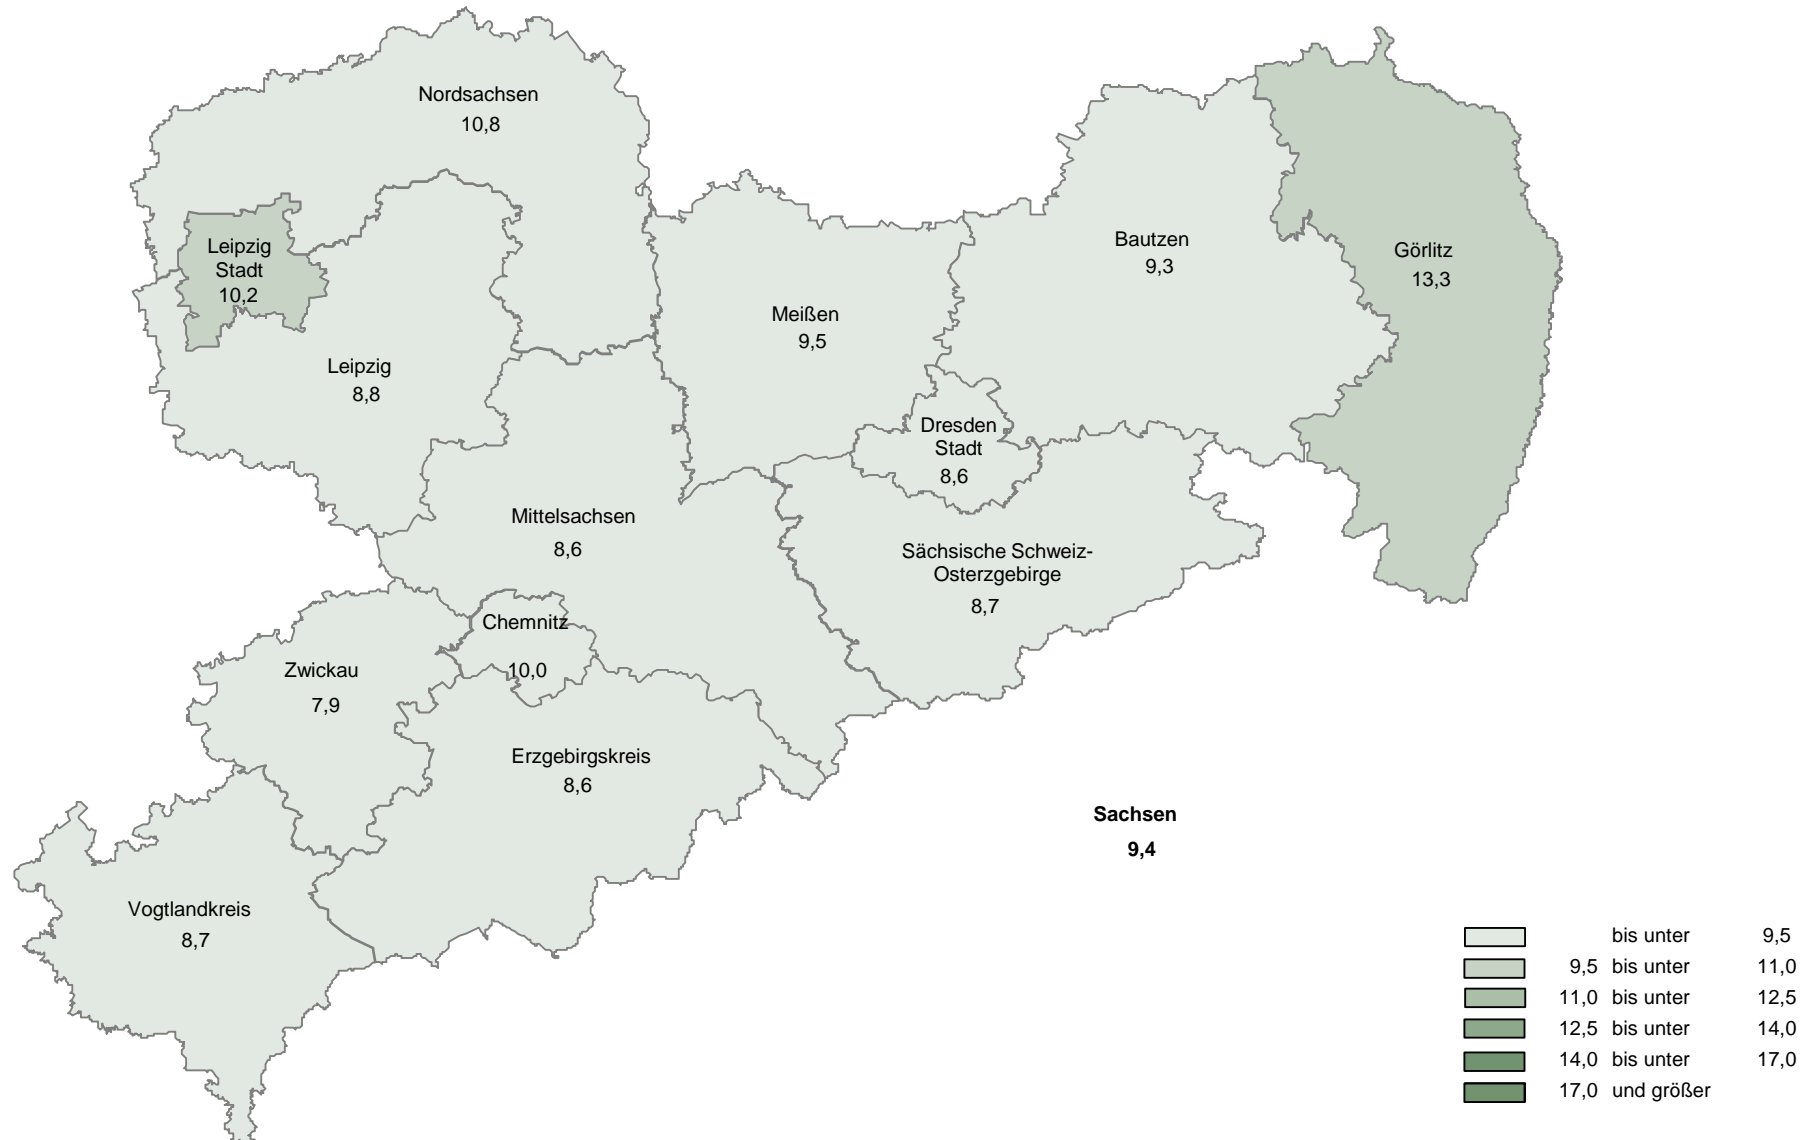 Nordsachsen
10,8
Leipzig
Stadt
10,2
Leipzig
8,8
Meißen
9,5
Bautzen
9,3
Görlitz
13,3
Dresden
Stadt
8,6
Mittelsachsen
8,6
Sächsische Schweiz-
Osterzgebirge
8,7
Chemnitz
10,0
Zwickau
7,9
Erzgebirgskreis
8,6
Vogtlandkreis
8,7
Sachsen
9,4
bis unter 9,5
9,5 bis unter 11,0
11,0 bis unter 12,5
12,5 bis unter 14,0
14,0 bis unter 17,0
17,0 und größer